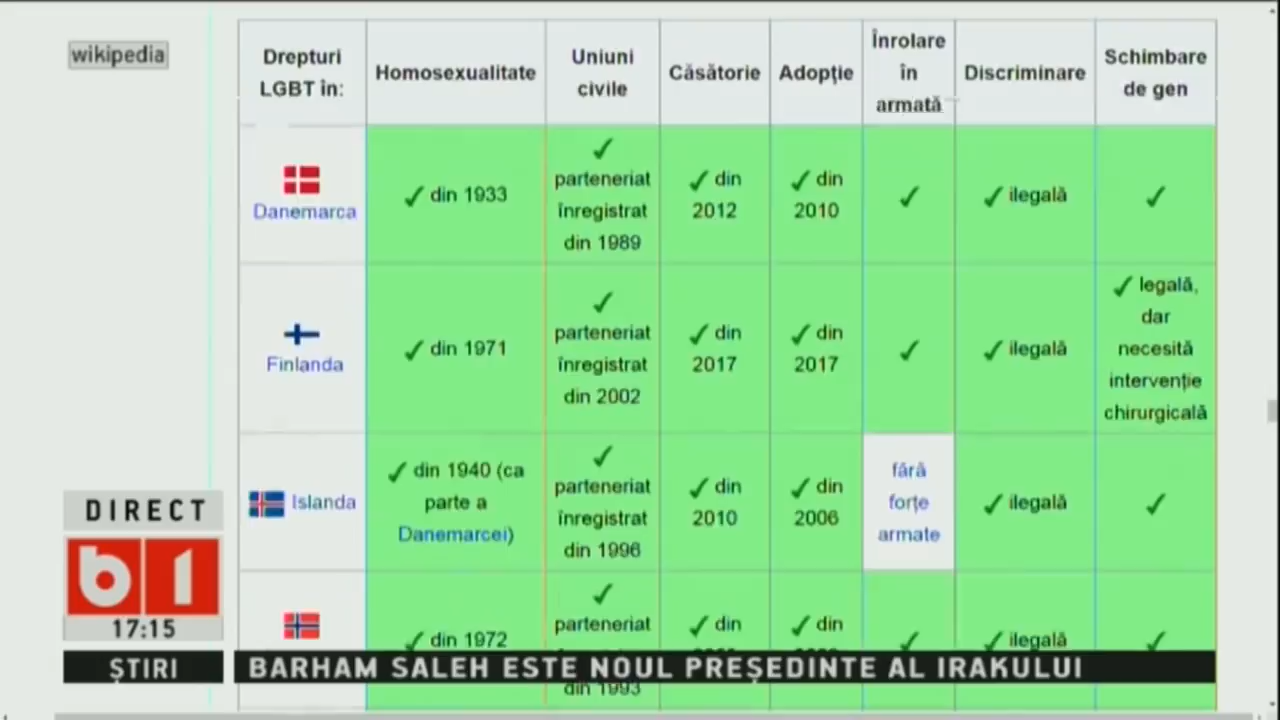 wikipedia
Drepturi
LGBT în:
Homosexualitate
Uniuni
civile
Căsătorie
Adopție
Înrolare
în
armată
Discriminare
Schimbare
de gen
Danemarca
✓ din 1933
✓
parteneriat
înregistrat
din 1989
✓ din
2012
✓ din
2010
✓
✓ ilegală
✓
Finlanda
✓ din 1971
✓
parteneriat
înregistrat
din 2002
✓ din
2017
✓ din
2017
✓
✓ ilegală
✓ legală,
dar
necesită
intervenție
chirurgicală
Islanda
✓ din 1940 (ca
parte a
Danemarcei)
✓
parteneriat
înregistrat
din 1996
✓ din
2010
✓ din
2006
fără
forțe
armate
✓ ilegală
✓
✓ din 1972
✓
parteneriat
din 1993
✓ din
✓ din
✓
✓ ilegală
✓
DIRECT
b1
17:15
ȘTIRI
BARHAM SALEH ESTE NOUL PREȘEDINTE AL IRAKULUI